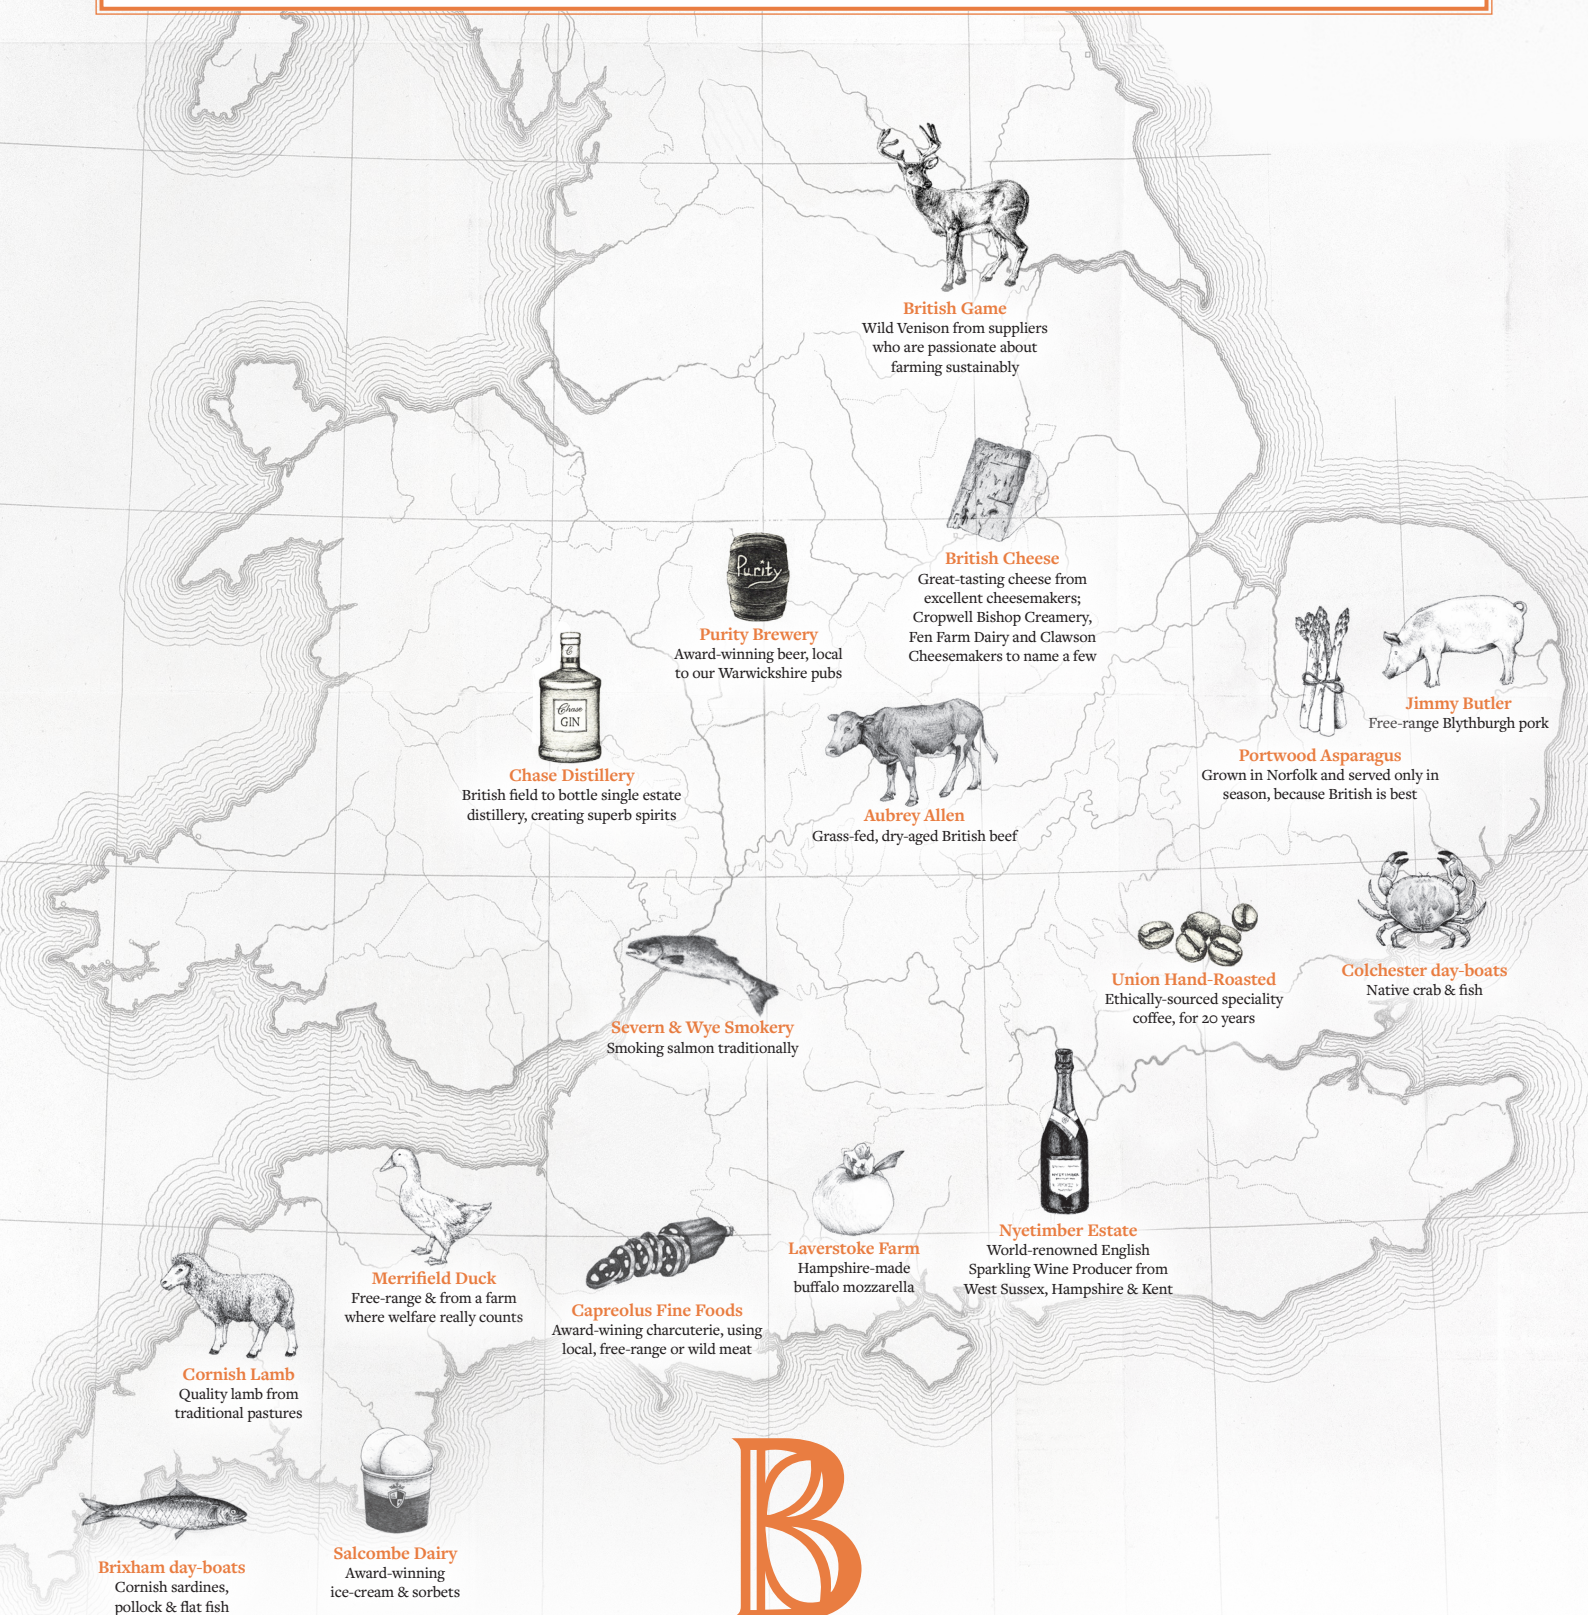 British Game
Wild Venison from suppliers
who are passionate about
farming sustainably
British Cheese
Great-tasting cheese from
excellent cheesemakers;
Cropwell Bishop Creamery,
Fen Farm Dairy and Clawson
Cheesemakers to name a few
Purity
Purity Brewery
Award-winning beer, local
to our Warwickshire pubs
Chase
GIN
Chase Distillery
British field to bottle single estate
distillery, creating superb spirits
Jimmy Butler
Free-range Blythburgh pork
Portwood Asparagus
Grown in Norfolk and served only in
season, because British is best
Aubrey Allen
Grass-fed, dry-aged British beef
Union Hand-Roasted
Ethically-sourced speciality
coffee, for 20 years
Colchester day-boats
Native crab & fish
Severn & Wye Smokery
Smoking salmon traditionally
Nyetimber Estate
World-renowned English
Sparkling Wine Producer from
West Sussex, Hampshire & Kent
Laverstoke Farm
Hampshire-made
buffalo mozzarella
Merrifield Duck
Free-range & from a farm
where welfare really counts
Capreolus Fine Foods
Award-wining charcuterie, using
local, free-range or wild meat
Cornish Lamb
Quality lamb from
traditional pastures
Salcombe Dairy
Award-winning
ice-cream & sorbets
Brixham day-boats
Cornish sardines,
pollock & flat fish
B